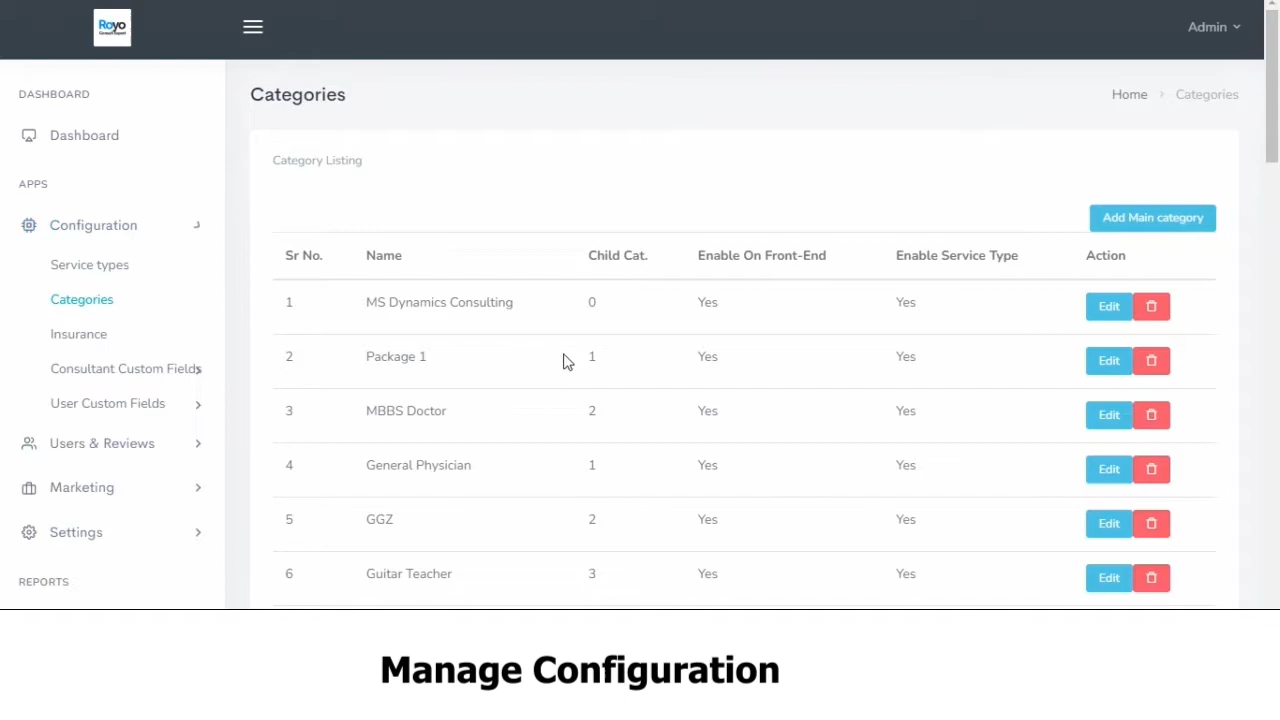 Royo
Admin
DASHBOARD
Dashboard
APPS
Configuration
Service types
Categories
Insurance
Consultant Custom Fields
User Custom Fields
Users & Reviews
Marketing
Settings
REPORTS
Categories
Home > Categories
Category Listing
Add Main category
Sr No. Name Child Cat. Enable On Front-End Enable Service Type Action
1 MS Dynamics Consulting 0 Yes Yes Edit
2 Package 1 1 Yes Yes Edit
3 MBBS Doctor 2 Yes Yes Edit
4 General Physician 1 Yes Yes Edit
5 GGZ 2 Yes Yes Edit
6 Guitar Teacher 3 Yes Yes Edit
Manage Configuration